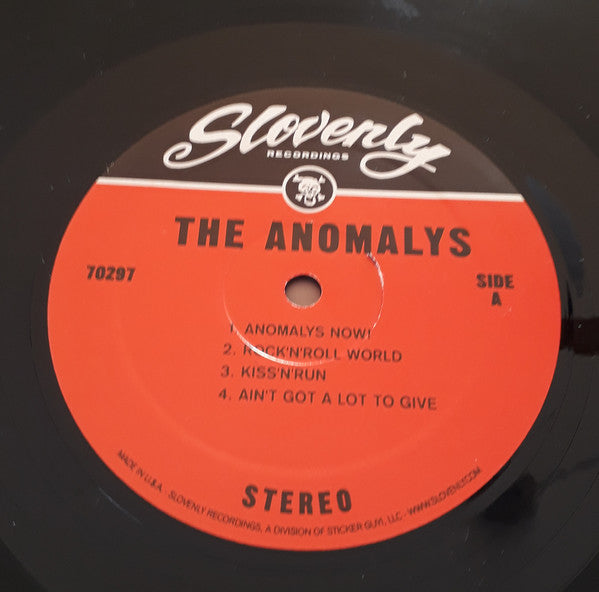 Slovenly
RECORDINGS
THE ANOMALYS
70297
SIDE
A
1. ANOMALYS NOW!
2. ROCK'N'ROLL WORLD
3. KISS'N'RUN
4. AIN'T GOT A LOT TO GIVE
STEREO
MADE IN U.S.A. - SLOVENLY RECORDINGS, A DIVISION OF STICKER GUY!, LLC - WWW.SLOVENLY.COM